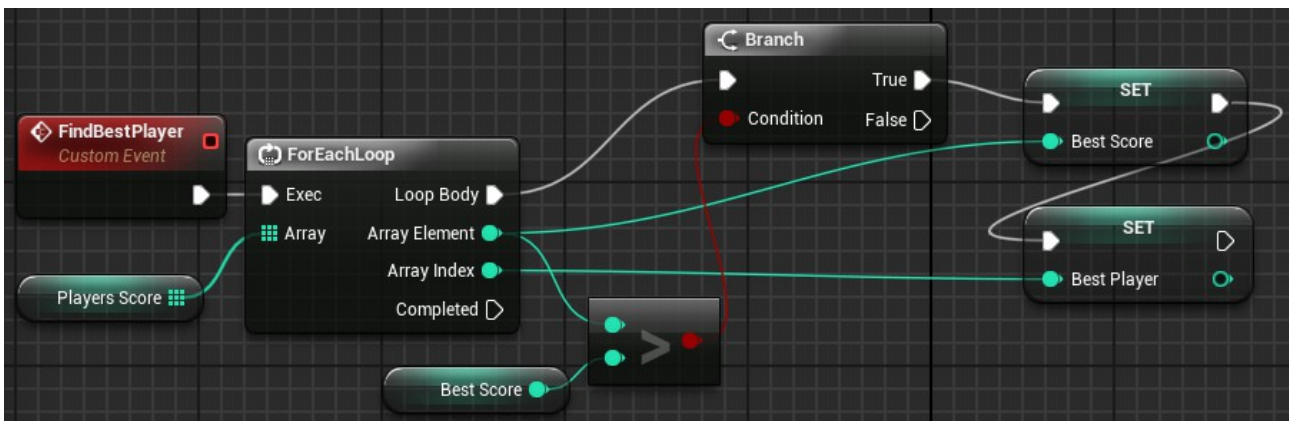 FindBestPlayer
Custom Event
Players Score
ForEachLoop
Exec
Loop Body
Array
Array Element
Array Index
Completed
Best Score
>
Branch
True
Condition
False
SET
Best Score
SET
Best Player